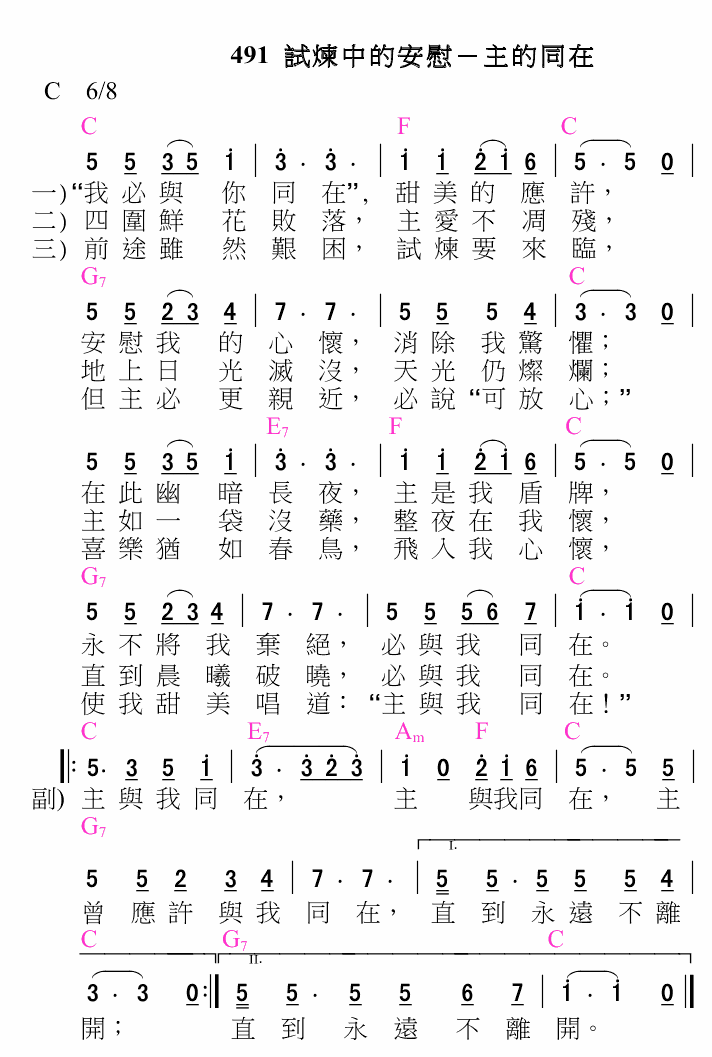 491 試煉中的安慰－主的同在
C 6/8
C F C
5 5 3 5 i | 3 . 3 . | i i 2 i 6 | 5 . 5 0 |
一)“我必與你同在”, 甜美的應許，
二) 四圍鮮花敗落， 主愛不凋殘，
三) 前途雖然艱困， 試煉要來臨，
G7 C
5 5 2 3 4 | 7 . 7 . | 5 5 5 4 | 3 . 3 0 |
安慰我的心懷， 消除我驚懼；
地上日光滅沒， 天光仍燦爛；
但主必更親近， 必說“可放心；”
E7 F C
5 5 3 5 i | 3 . 3 . | i i 2 i 6 | 5 . 5 0 |
在此幽暗長夜， 主是我盾牌，
主如一袋沒藥， 整夜在我懷，
喜樂猶如春鳥， 飛入我心懷，
G7 C
5 5 2 3 4 | 7 . 7 . | 5 5 5 6 7 | i . i 0 |
永不將我棄絕， 必與我同在。
直到晨曦破曉， 必與我同在。
使我甜美唱道：“主與我同在!”
C E7 Am F C
||: 5. 3 5 i | 3 . 3 2 3 | i 0 2 i 6 | 5 . 5 5 |
副) 主與我同在， 主 與我同在， 主
G7
I.
5 5 2 3 4 | 7 . 7 . | 5 5 . 5 5 5 4 |
曾應許與我同在， 直到永遠不離
C G7 C
II.
3 . 3 0 :|| 5 5 . 5 5 6 7 | i . i 0 ||
開； 直到永遠不離開。